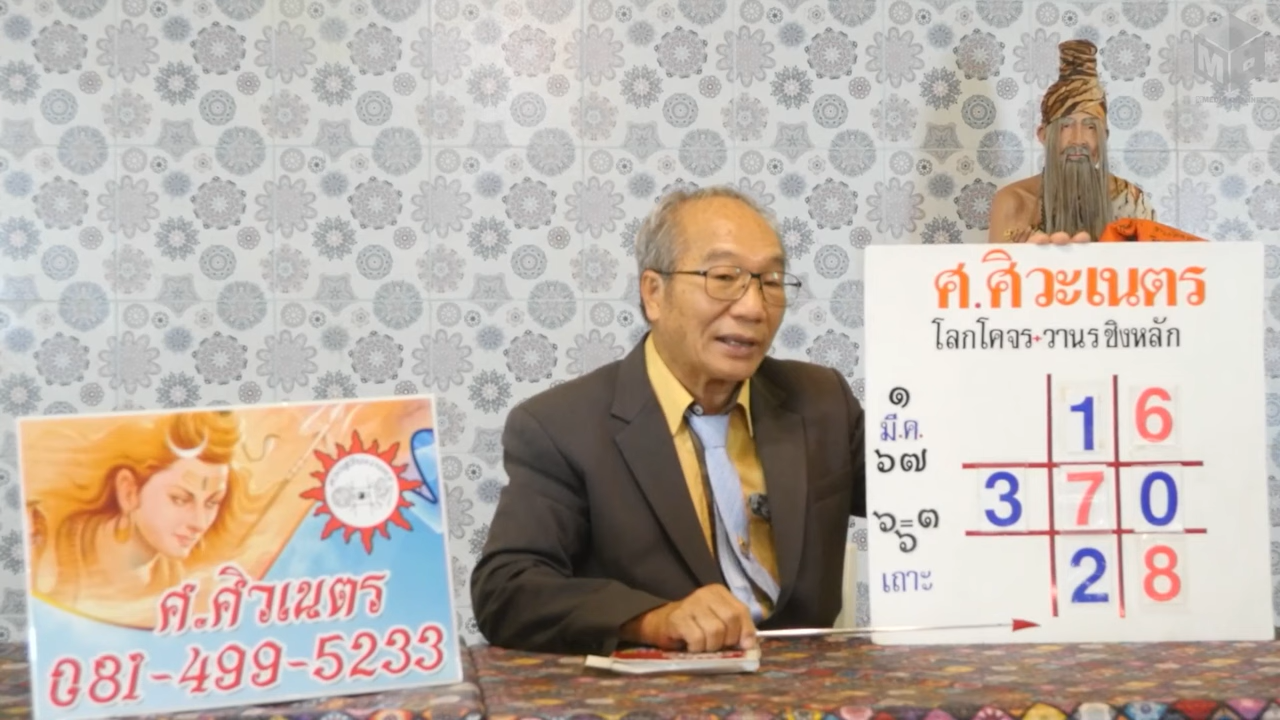 ศ.ศิวเนตร
081-499-5233
ศ.ศิวะเนตร
โลกโคจร+วานรชิงหลัก
๑
มี.ค.
๖๗
1 6
3 7 0
๖=๑
๖
2 8
เถาะ